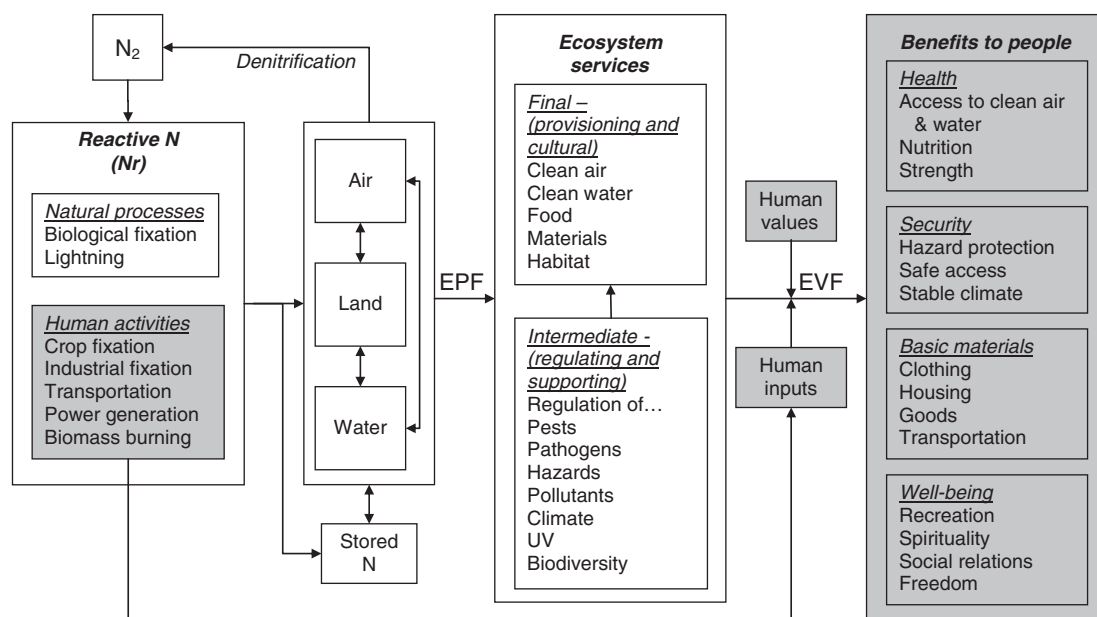 N2
Denitrification
Reactive N
(Nr)
Natural processes
Biological fixation
Lightning
Human activities
Crop fixation
Industrial fixation
Transportation
Power generation
Biomass burning
Air
Land
Water
Stored
N
EPF
Ecosystem
services
Final –
(provisioning and
cultural)
Clean air
Clean water
Food
Materials
Habitat
Intermediate -
(regulating and
supporting)
Regulation of…
Pests
Pathogens
Hazards
Pollutants
Climate
UV
Biodiversity
Human
values
EVF
Human
inputs
Benefits to people
Health
Access to clean air
& water
Nutrition
Strength
Security
Hazard protection
Safe access
Stable climate
Basic materials
Clothing
Housing
Goods
Transportation
Well-being
Recreation
Spirituality
Social relations
Freedom